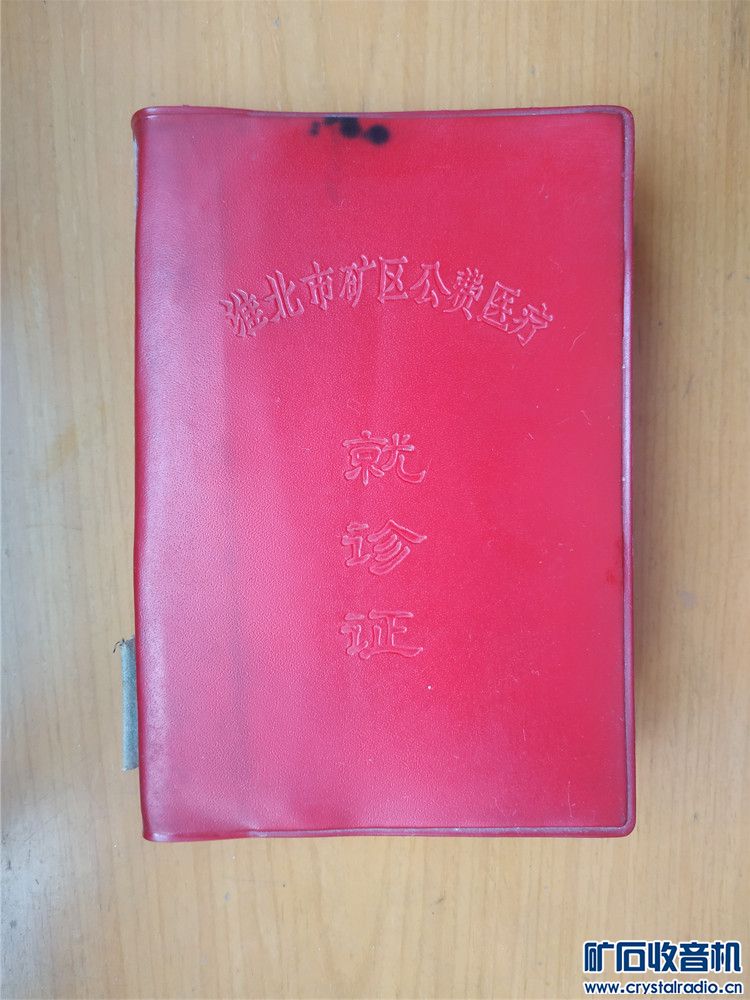 淮北市矿区公费医疗
就
诊
证
矿石收音机
www.crystalradio.cn